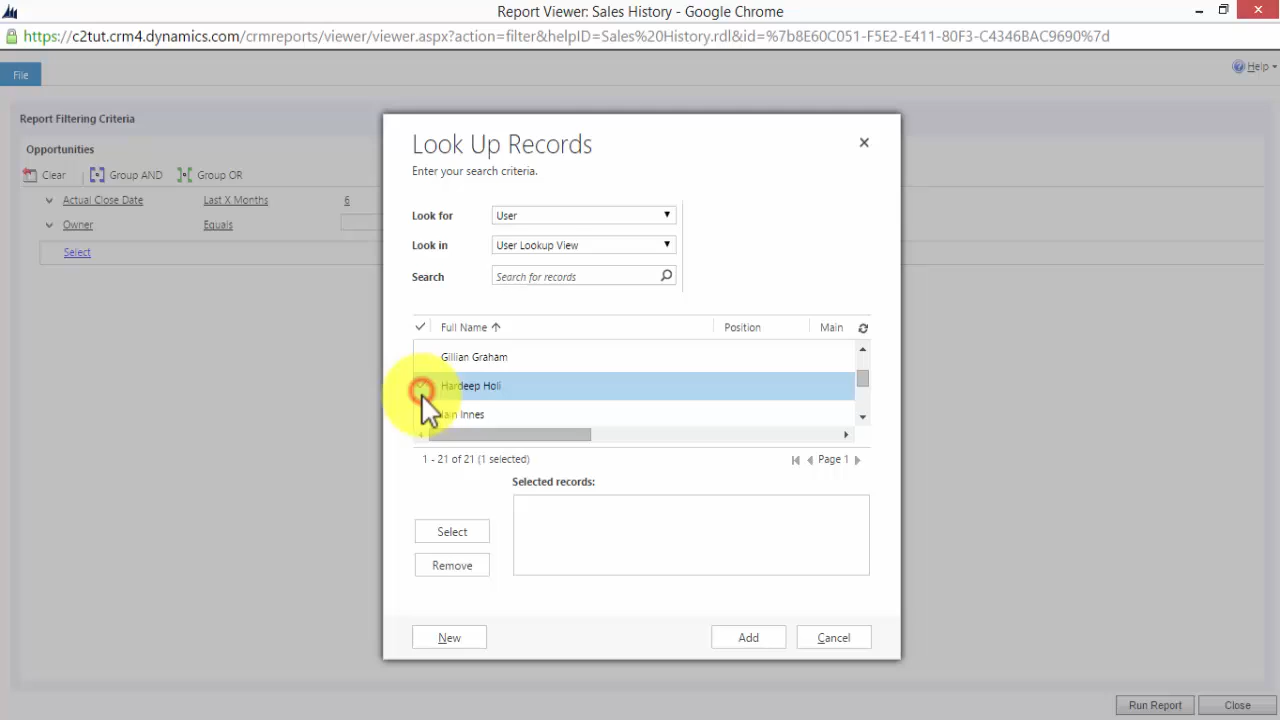 Report Viewer: Sales History - Google Chrome
https://c2tut.crm4.dynamics.com/crmreports/viewer/viewer.aspx?action=filter&helpID=Sales%20History.rdl&id=%7b8E60C051-F5E2-E411-80F3-C4346BAC9690%7d
File
Help
Report Filtering Criteria
Opportunities
Clear
Group AND
Group OR
Actual Close Date Last X Months 6
Owner Equals
Select
Look Up Records
Enter your search criteria.
Look for User
Look in User Lookup View
Search Search for records
Full Name Position Main
Gillian Graham
Hardeep Holi
Iain Innes
1 - 21 of 21 (1 selected)
Page 1
Selected records:
Select
Remove
New
Add
Cancel
Run Report
Close